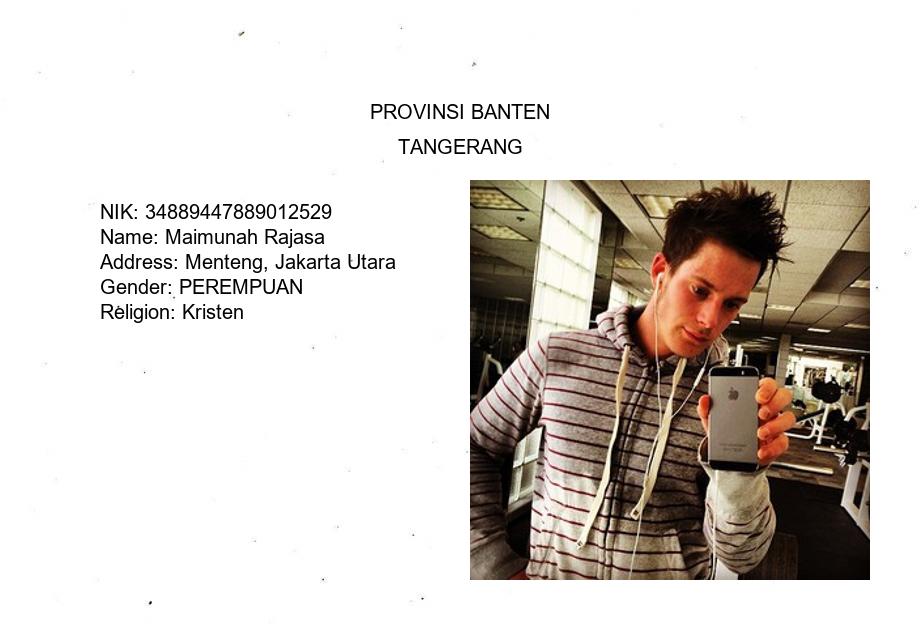 PROVINSI BANTEN
TANGERANG
NIK: 34889447889012529
Name: Maimunah Rajasa
Address: Menteng, Jakarta Utara
Gender: PEREMPUAN
Religion: Kristen